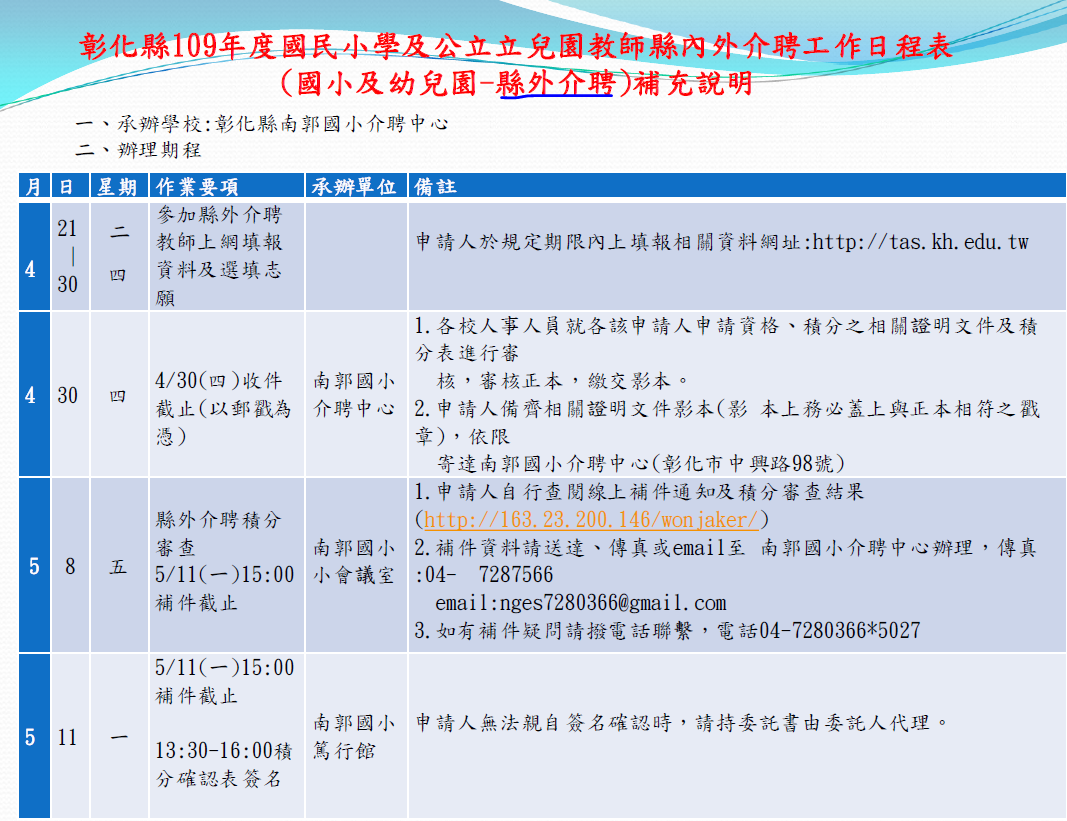 彰化縣109年度國民小學及公立立兒園教師縣內外介聘工作日程表
(國小及幼兒園-縣外介聘)補充說明
一、承辦學校:彰化縣南郭國小介聘中心
二、辦理期程
月 日 星期 作業要項 承辦單位 備註
4
21
|
30
二
四
參加縣外介聘
教師上網填報
資料及選填志
願
申請人於規定期限內上填報相關資料網址:http://tas.kh.edu.tw
4
30
四
4/30(四)收件
截止(以郵戳為
憑)
南郭國小
介聘中心
1.各校人事人員就各該申請人申請資格、積分之相關證明文件及積
分表進行審
核，審核正本，繳交影本。
2.申請人備齊相關證明文件影本(影 本上務必蓋上與正本相符之戳
章)，依限
寄達南郭國小介聘中心(彰化市中興路98號)
5
8
五
縣外介聘積分
審查
5/11(一)15:00
補件截止
南郭國小
小會議室
1.申請人自行查閱線上補件通知及積分審查結果
(http://163.23.200.146/wonjaker/)
2.補件資料請送達、傳真或email至 南郭國小介聘中心辦理，傳真
:04- 7287566
email:nges7280366@gmail.com
3.如有補件疑問請撥電話聯繫，電話04-7280366*5027
5
11
一
5/11(一)15:00
補件截止
13:30-16:00積
分確認表簽名
南郭國小
篤行館
申請人無法親自簽名確認時，請持委託書由委託人代理。